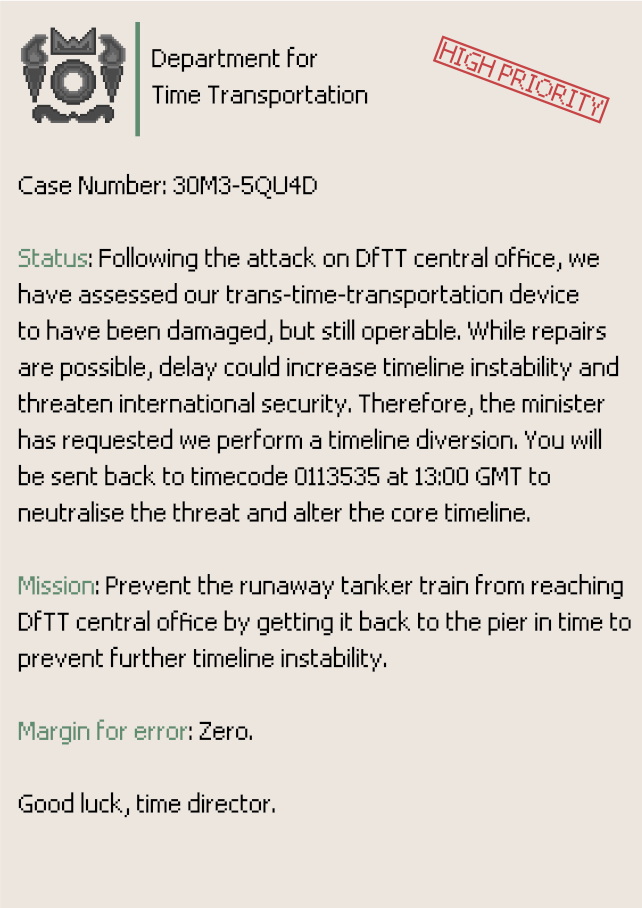 Department for
Time Transportation
HIGH PRIORITY
Case Number: 30M3-5QU4D
Status: Following the attack on DfTT central office, we
have assessed our trans-time-transportation device
to have been damaged, but still operable. While repairs
are possible, delay could increase timeline instability and
threaten international security. Therefore, the minister
has requested we perform a timeline diversion. You will
be sent back to timecode 0113535 at 13:00 GMT to
neutralise the threat and alter the core timeline.
Mission: Prevent the runaway tanker train from reaching
DfTT central office by getting it back to the pier in time to
prevent further timeline instability.
Margin for error: Zero.
Good luck, time director.